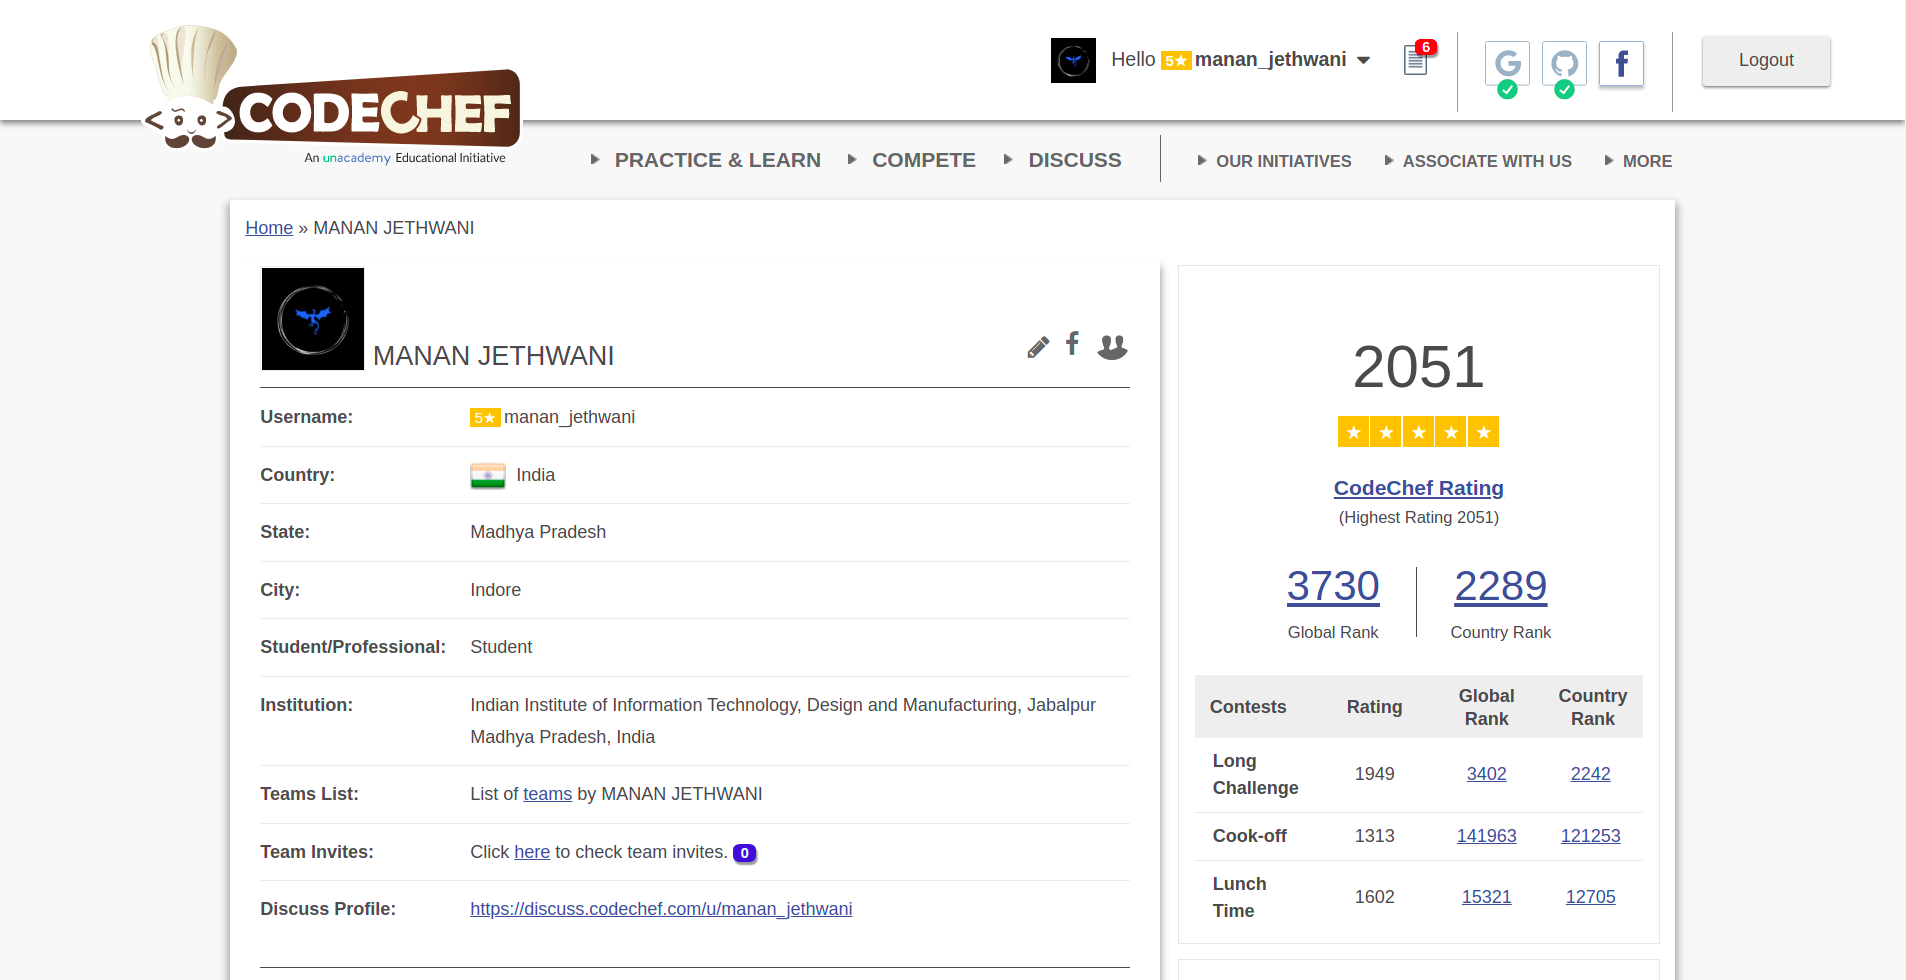 CODECHEF
An unacademy Educational Initiative
Hello 5★ manan_jethwani
6
G
f
Logout
PRACTICE & LEARN
COMPETE
DISCUSS
OUR INITIATIVES
ASSOCIATE WITH US
MORE
Home » MANAN JETHWANI
MANAN JETHWANI
f
Username: 5★ manan_jethwani
Country: India
State: Madhya Pradesh
City: Indore
Student/Professional: Student
Institution: Indian Institute of Information Technology, Design and Manufacturing, Jabalpur
Madhya Pradesh, India
Teams List: List of teams by MANAN JETHWANI
Team Invites: Click here to check team invites. 0
Discuss Profile: https://discuss.codechef.com/u/manan_jethwani
2051
★ ★ ★ ★ ★
CodeChef Rating
(Highest Rating 2051)
3730 2289
Global Rank Country Rank
Contests Rating Global Rank Country Rank
Long Challenge 1949 3402 2242
Cook-off 1313 141963 121253
Lunch Time 1602 15321 12705